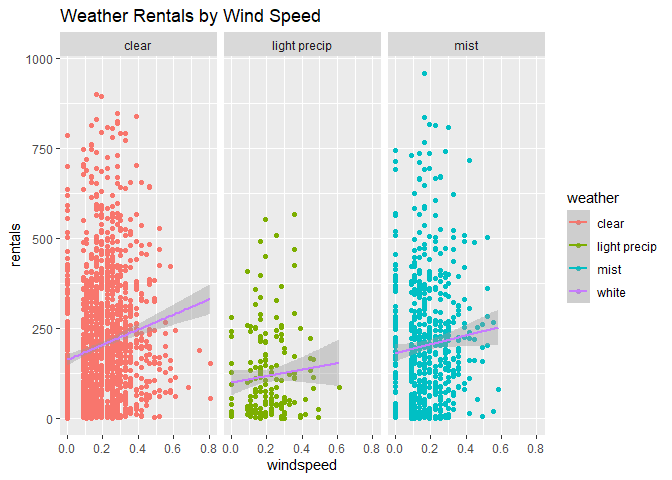 Weather Rentals by Wind Speed
clear light precip mist
1000
750
500
250
0
rentals
0.0 0.2 0.4 0.6 0.8 0.0 0.2 0.4 0.6 0.8 0.0 0.2 0.4 0.6 0.8
windspeed
weather
clear
light precip
mist
white